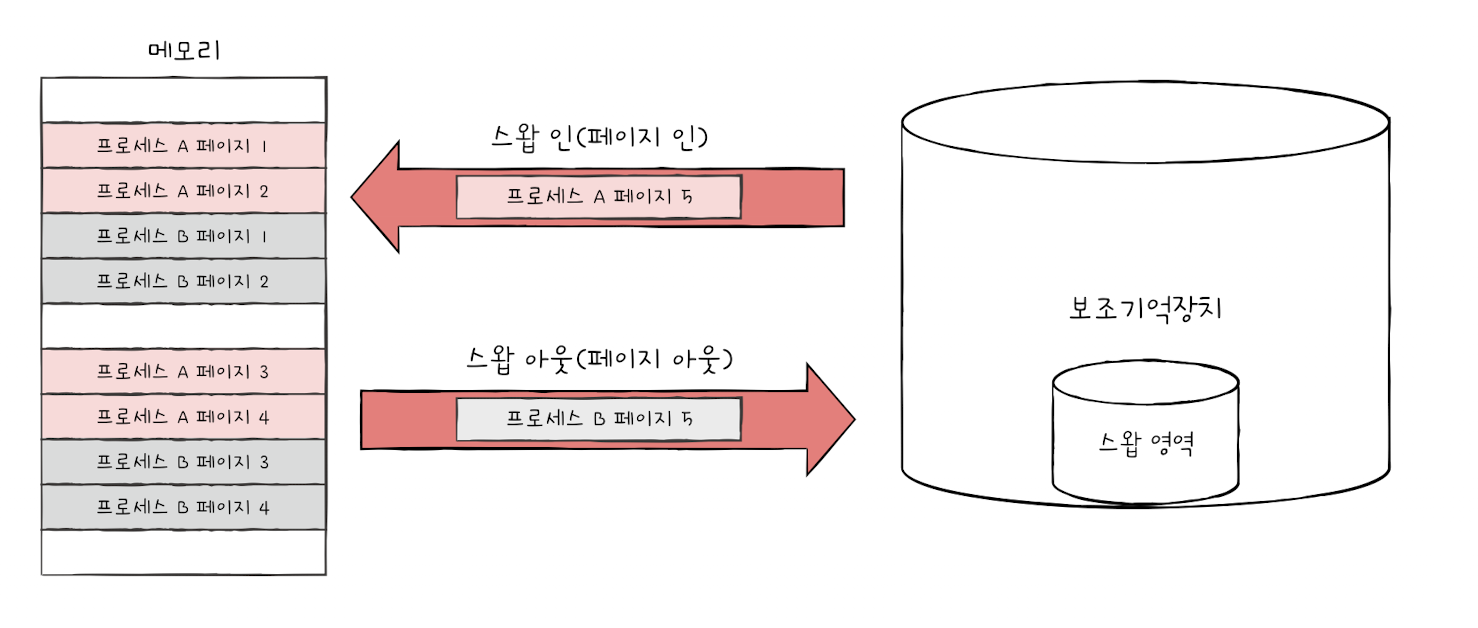 메모리
프로세스 A 페이지 1
프로세스 A 페이지 2
프로세스 B 페이지 1
프로세스 B 페이지 2
프로세스 A 페이지 3
프로세스 A 페이지 4
프로세스 B 페이지 3
프로세스 B 페이지 4
스왑 인(페이지 인)
프로세스 A 페이지 5
스왑 아웃(페이지 아웃)
프로세스 B 페이지 5
보조기억장치
스왑 영역